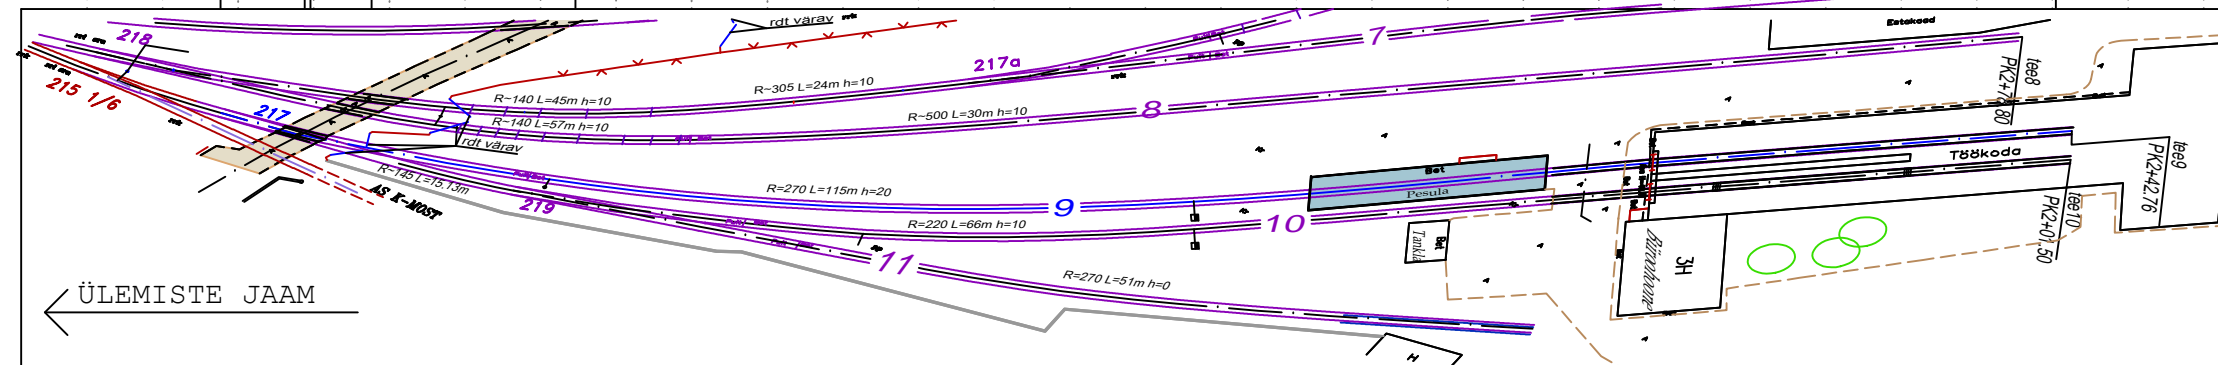 rdt värav
Estakaad
218
7
217a
tee8
PK2+78.80
215 1/6
R~140 L=45m h=10
R~305 L=24m h=10
217
R~140 L=57m h=10
R~500 L=30m h=10
8
rdt värav
Töökoda
tee9
PK2+42.76
R~145 L=15.13m
AS K-MOST
R=270 L=115m h=20
Bet
Pesula
9
219
R=220 L=66m h=10
10
tee10
PK2+01.50
Bet
Tankla
Büroohoone
3H
11
R=270 L=51m h=0
ÜLEMISTE JAAM
H